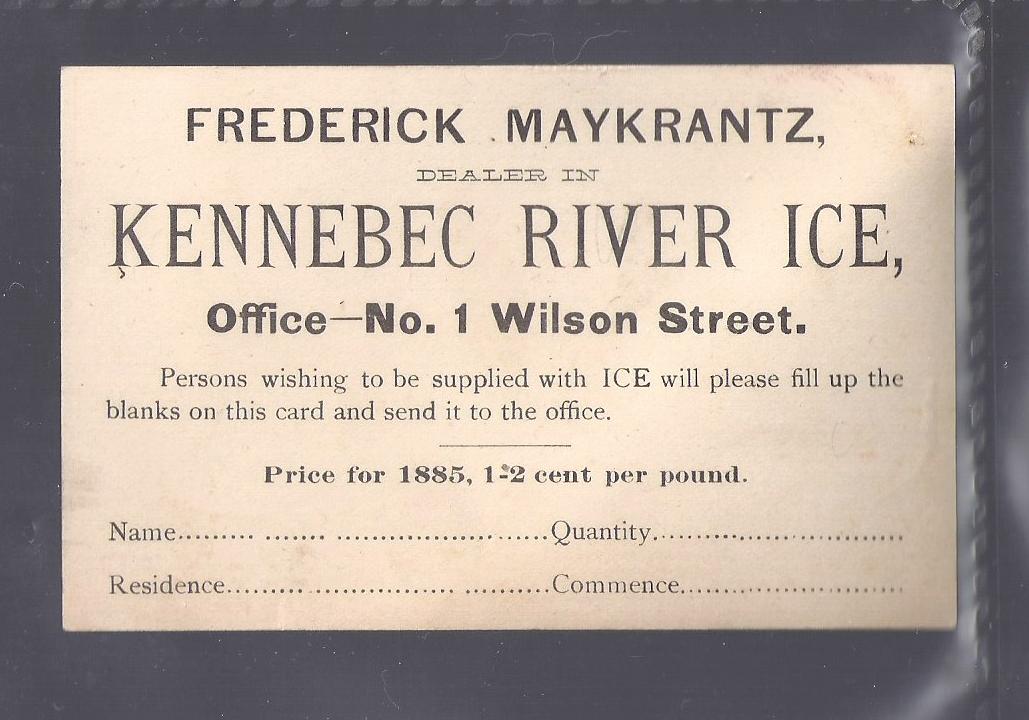 FREDERICK MAYKRANTZ,
DEALER IN
KENNEBEC RIVER ICE,
Office—No. 1 Wilson Street.
Persons wishing to be supplied with ICE will please fill up the
blanks on this card and send it to the office.
Price for 1885, 1-2 cent per pound.
Name......... ....... ............................Quantity..............................
Residence......... ................. ..........Commence...........................